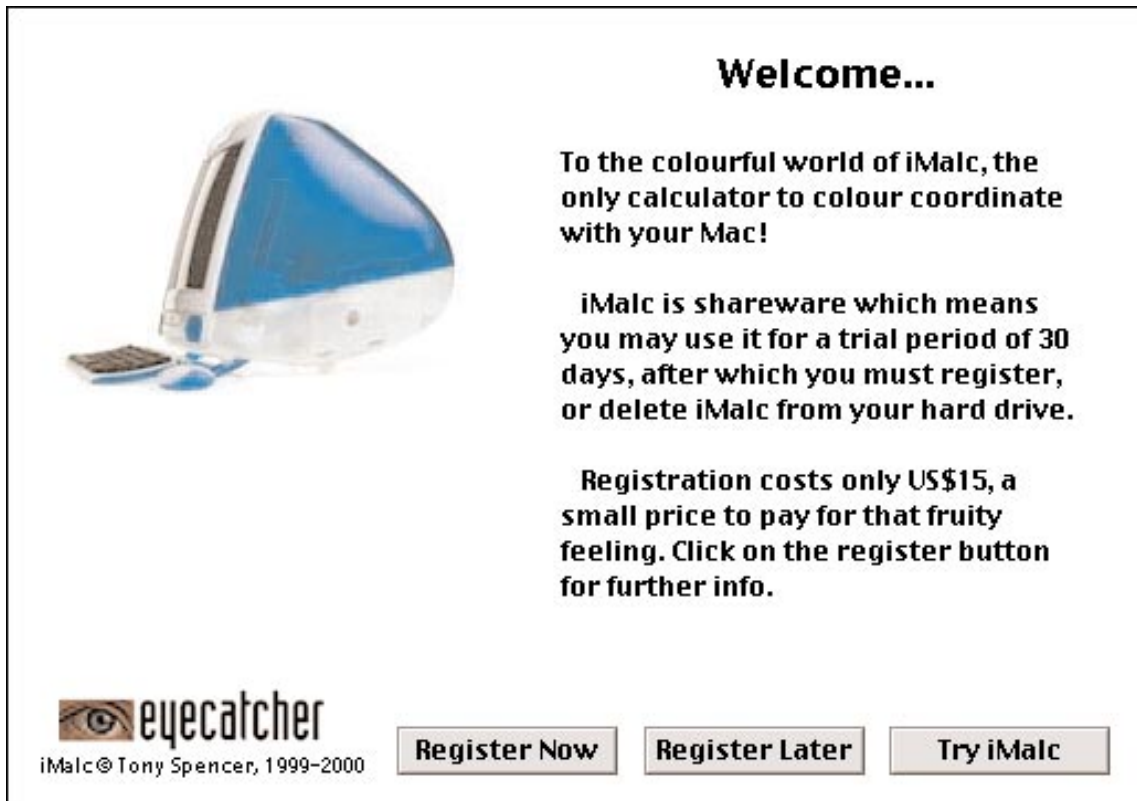 Welcome...
To the colourful world of iMalc, the
only calculator to colour coordinate
with your Mac!
iMalc is shareware which means
you may use it for a trial period of 30
days, after which you must register,
or delete iMalc from your hard drive.
Registration costs only US$15, a
small price to pay for that fruity
feeling. Click on the register button
for further info.
eyecatcher
iMalc© Tony Spencer, 1999-2000
Register Now
Register Later
Try iMalc